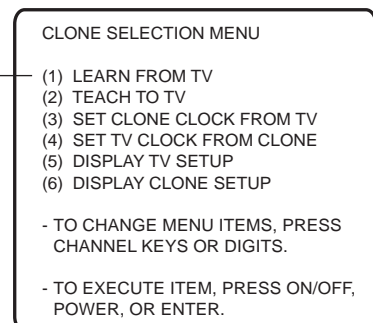 CLONE SELECTION MENU
(1) LEARN FROM TV
(2) TEACH TO TV
(3) SET CLONE CLOCK FROM TV
(4) SET TV CLOCK FROM CLONE
(5) DISPLAY TV SETUP
(6) DISPLAY CLONE SETUP
- TO CHANGE MENU ITEMS, PRESS
CHANNEL KEYS OR DIGITS.
- TO EXECUTE ITEM, PRESS ON/OFF,
POWER, OR ENTER.